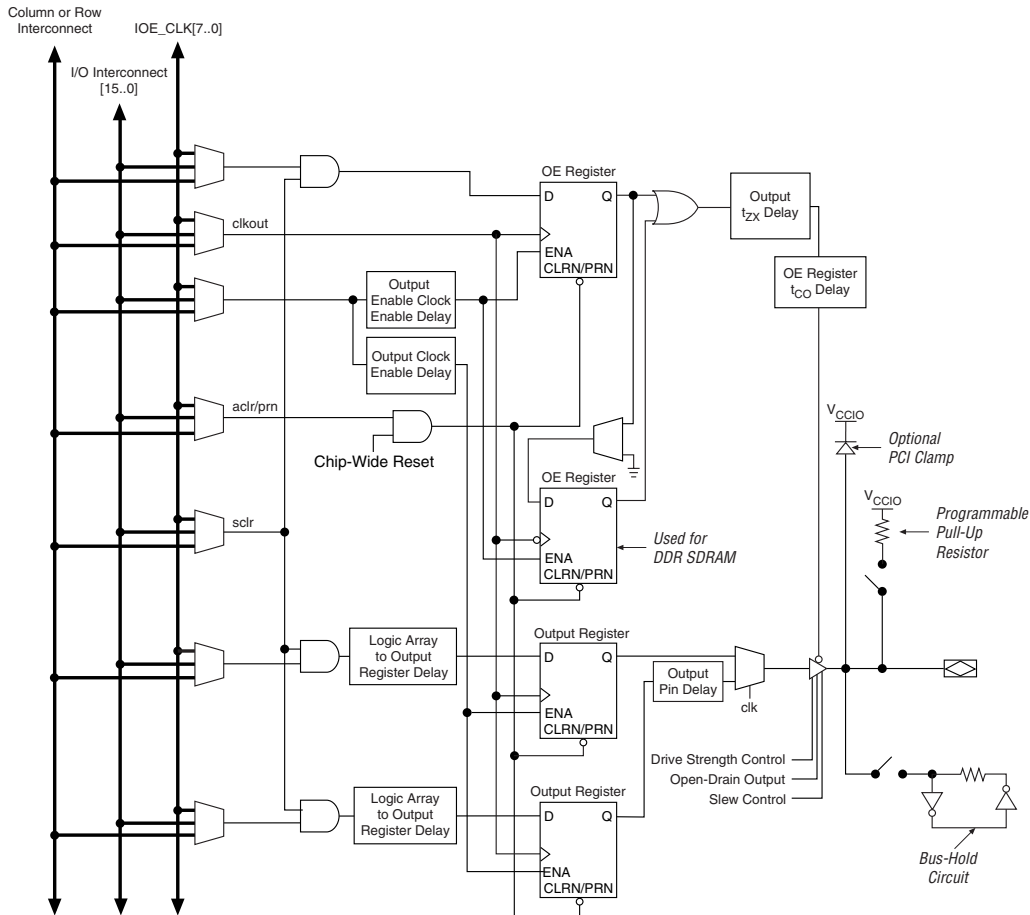 Column or Row
Interconnect
IOE_CLK[7..0]
I/O Interconnect
[15..0]
OE Register
D
Q
ENA
CLRN/PRN
Output
tZX Delay
clkout
OE Register
tCO Delay
Output
Enable Clock
Enable Delay
Output Clock
Enable Delay
aclr/prn
Chip-Wide Reset
VCCIO
Optional
PCI Clamp
OE Register
D
Q
ENA
CLRN/PRN
Used for
DDR SDRAM
VCCIO
Programmable
Pull-Up
Resistor
sclr
Logic Array
to Output
Register Delay
Output Register
D
Q
ENA
CLRN/PRN
Output
Pin Delay
clk
Drive Strength Control
Open-Drain Output
Slew Control
Logic Array
to Output
Register Delay
Output Register
D
Q
ENA
CLRN/PRN
Bus-Hold
Circuit